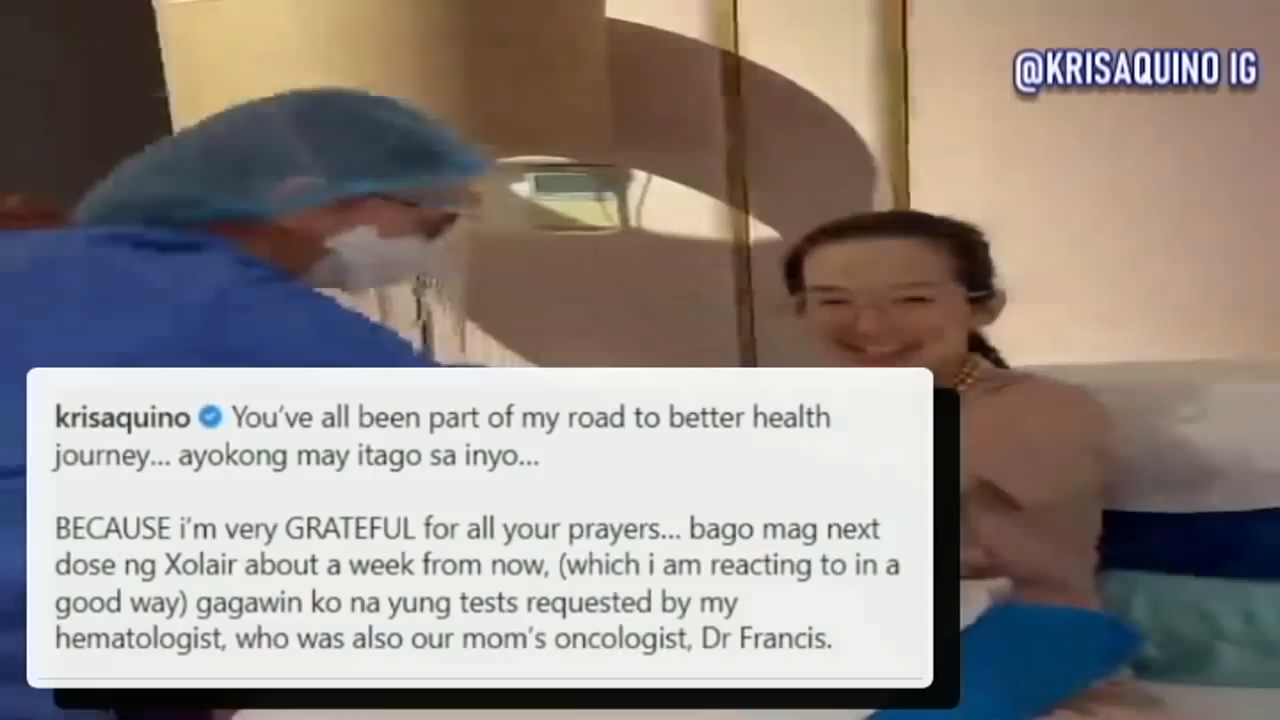 @KRISAQUINO IG
krisaquino You've all been part of my road to better health
journey... ayokong may itago sa inyo...
BECAUSE i'm very GRATEFUL for all your prayers... bago mag next
dose ng Xolair about a week from now, (which i am reacting to in a
good way) gagawin ko na yung tests requested by my
hematologist, who was also our mom's oncologist, Dr Francis.